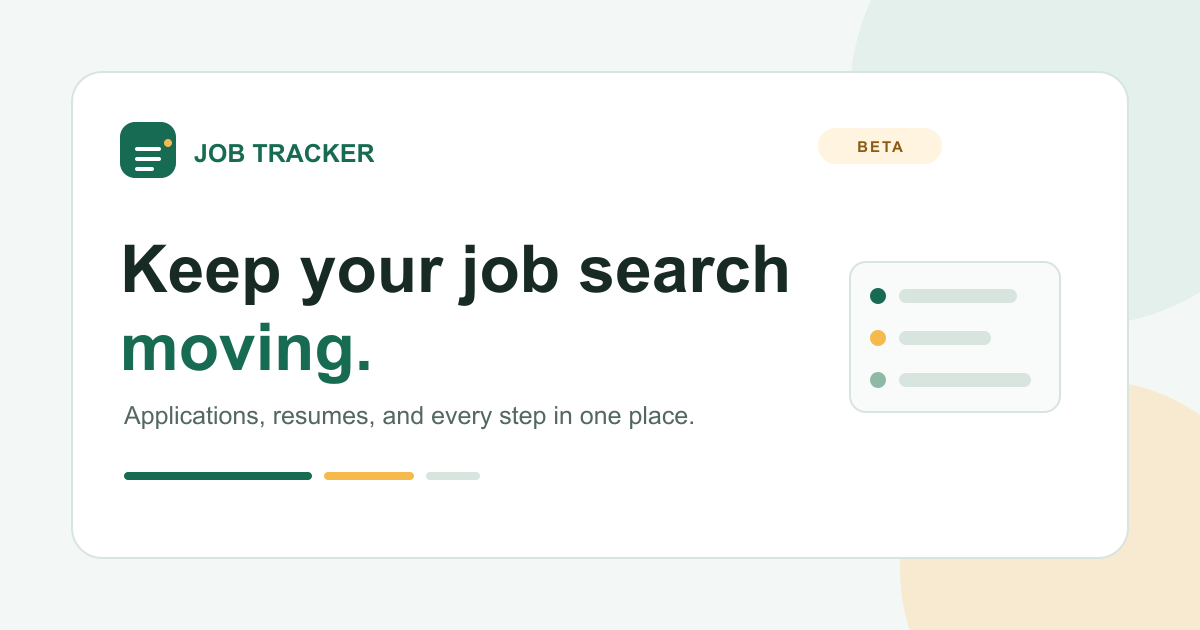 JOB TRACKER
BETA
Keep your job search
moving.
Applications, resumes, and every step in one place.